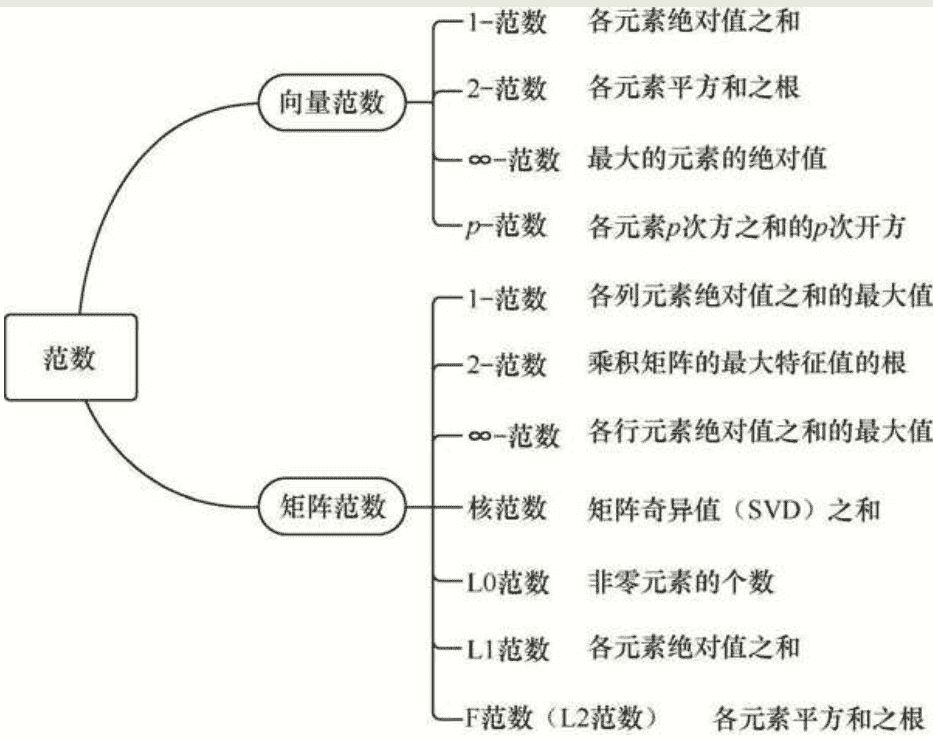 范数
向量范数
1-范数 各元素绝对值之和
2-范数 各元素平方和之根
∞-范数 最大的元素的绝对值
p-范数 各元素p次方之和的p次开方
矩阵范数
1-范数 各列元素绝对值之和的最大值
2-范数 乘积矩阵的最大特征值的根
∞-范数 各行元素绝对值之和的最大值
核范数 矩阵奇异值（SVD）之和
L0范数 非零元素的个数
L1范数 各元素绝对值之和
F范数（L2范数） 各元素平方和之根